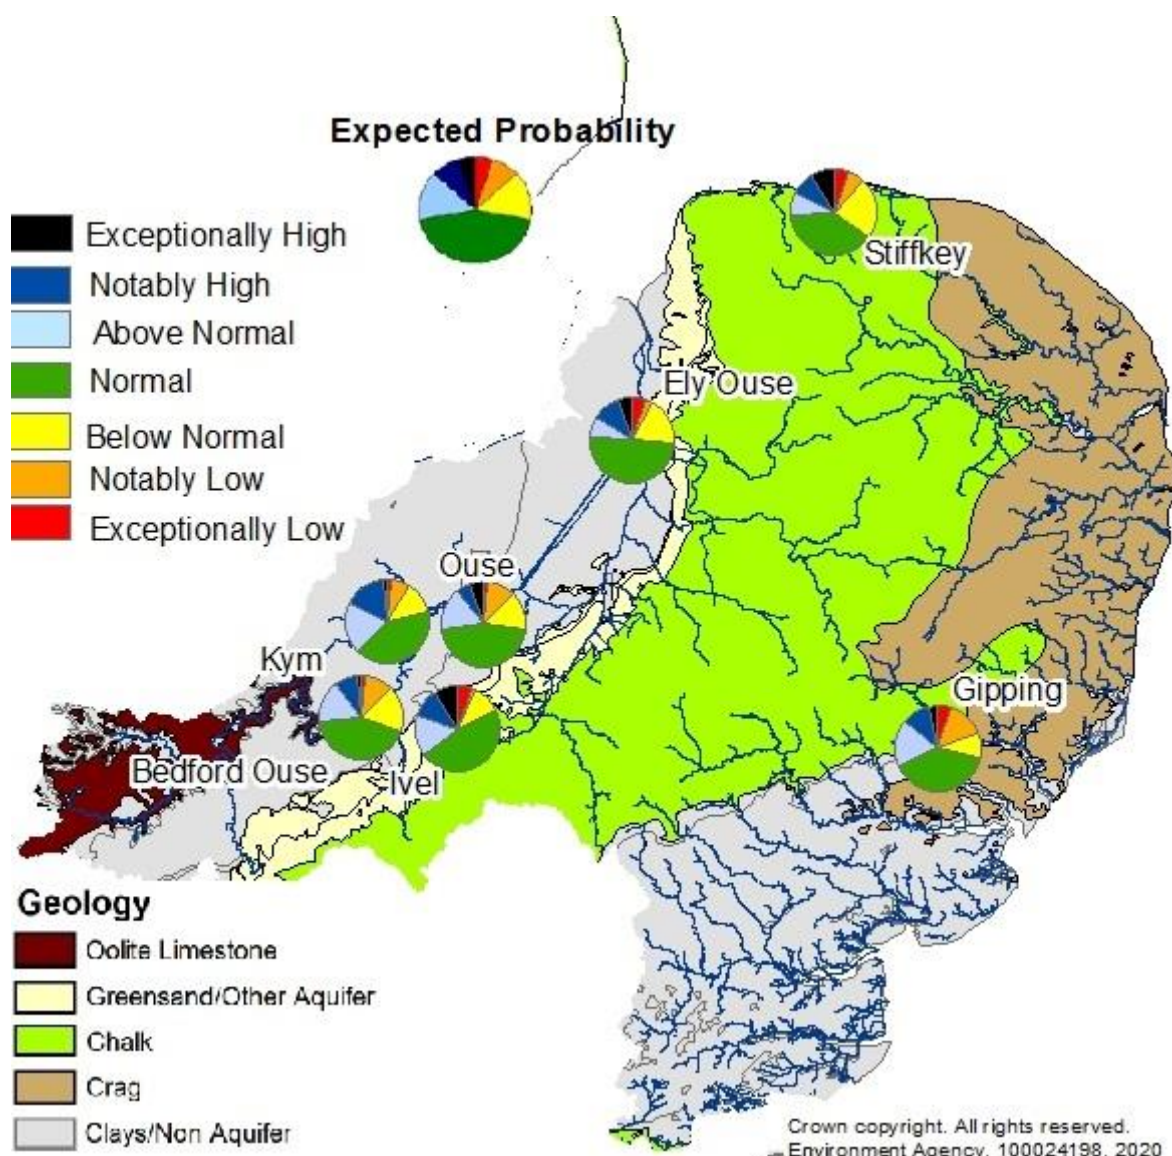 Expected Probability
Exceptionally High
Notably High
Above Normal
Normal
Below Normal
Notably Low
Exceptionally Low
Stiffkey
Ely Ouse
Ouse
Kym
Gipping
Bedford Ouse
Ivel
Geology
Oolite Limestone
Greensand/Other Aquifer
Chalk
Crag
Clays/Non Aquifer
Crown copyright. All rights reserved.
Environment Agency, 100024198, 2020